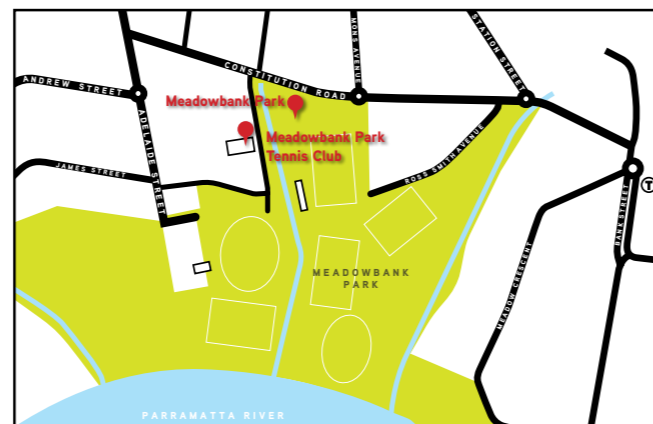 MONS AVENUE
STATION STREET
CONSTITUTION ROAD
ANDREW STREET
Meadowbank Park
ADELAIDE STREET
Meadowbank Park
Tennis Club
JAMES STREET
ROSS SMITH AVENUE
T
BANK STREET
MEADOWBANK
PARK
MEADOW CRESCENT
PARRAMATTA RIVER